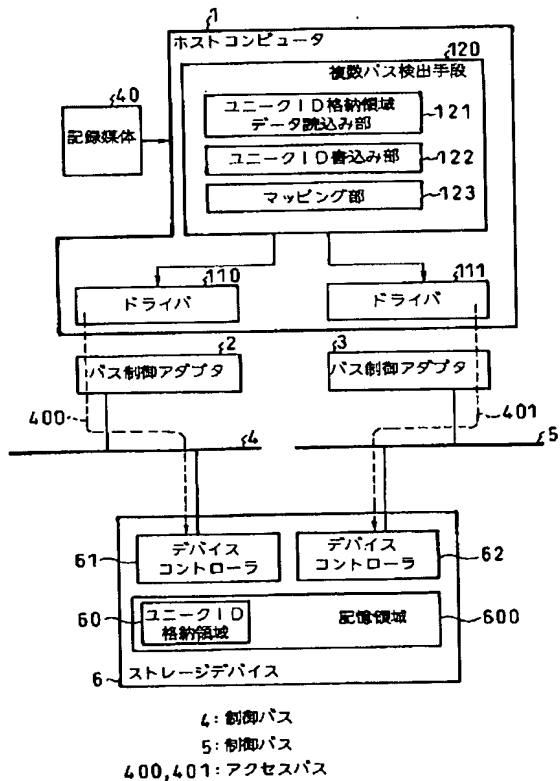 1
ホストコンピュータ
120
複数パス検出手段
40
記録媒体
ユニークID格納領域
データ読込み部
121
ユニークID書込み部
122
マッピング部
123
110
ドライバ
111
ドライバ
2
バス制御アダプタ
3
バス制御アダプタ
400
401
4
5
61
デバイス
コントローラ
デバイス
コントローラ
62
60
ユニークID
格納領域
記憶領域
600
6
ストレージデバイス
4:制御バス
5:制御バス
400,401:アクセスパス